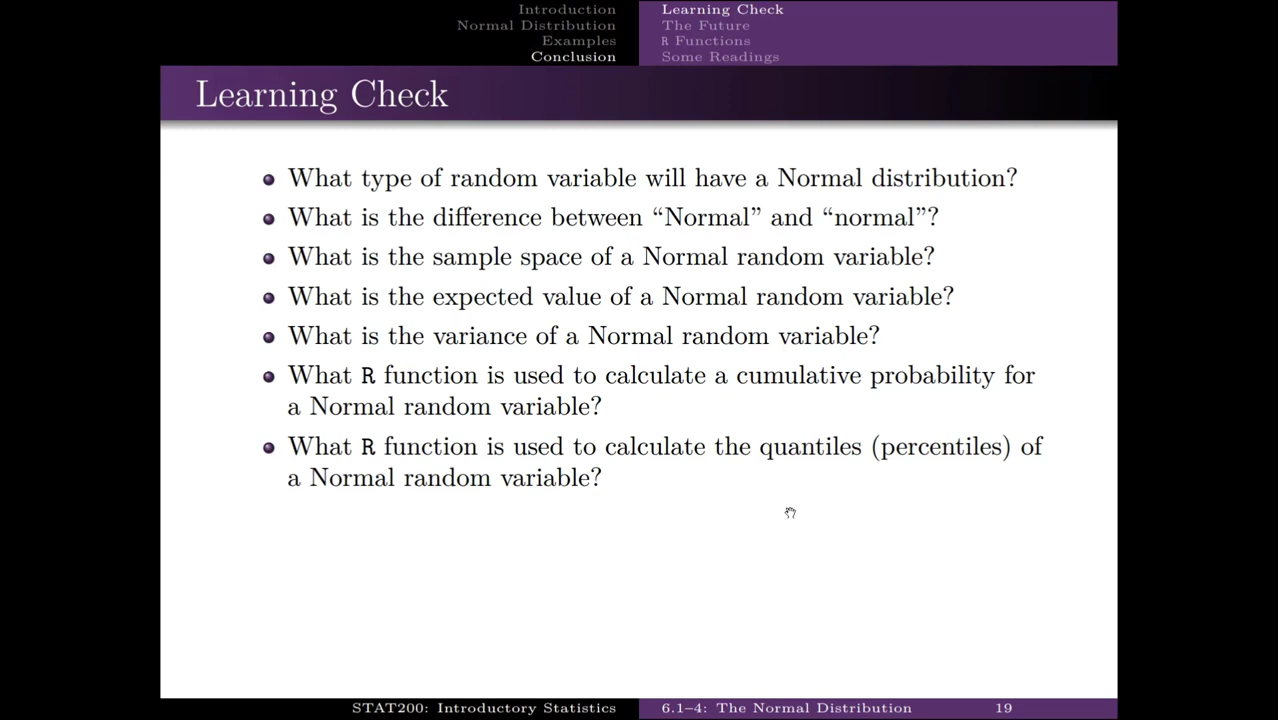 Introduction
Normal Distribution
Examples
Conclusion
Learning Check
The Future
R Functions
Some Readings
Learning Check
What type of random variable will have a Normal distribution?
What is the difference between “Normal” and “normal”?
What is the sample space of a Normal random variable?
What is the expected value of a Normal random variable?
What is the variance of a Normal random variable?
What R function is used to calculate a cumulative probability for
a Normal random variable?
What R function is used to calculate the quantiles (percentiles) of
a Normal random variable?
STAT200: Introductory Statistics
6.1–4: The Normal Distribution
19